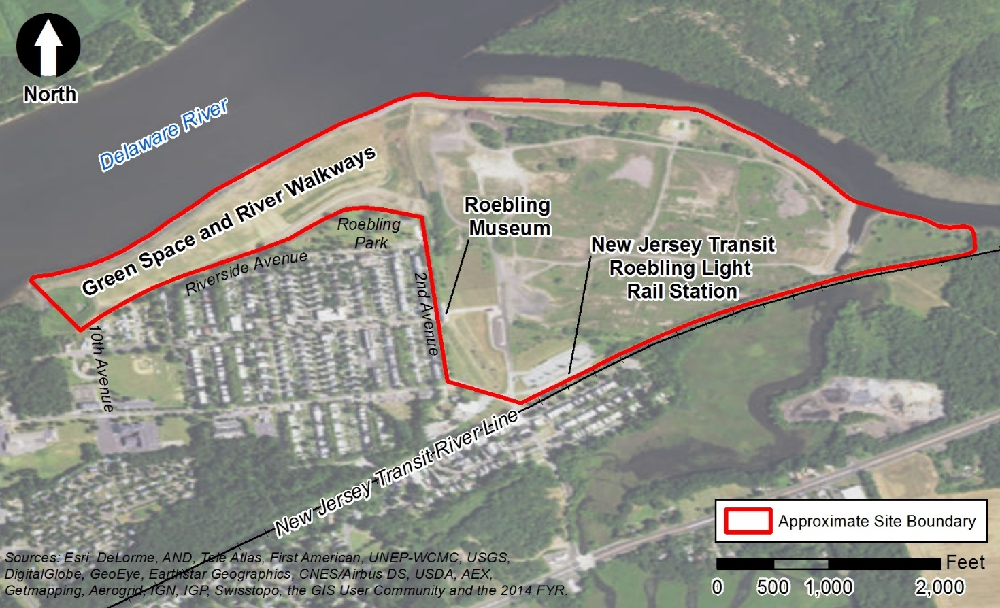 North
Delaware River
Green Space and River Walkways
Roebling
Museum
Roebling
Park
New Jersey Transit
Roebling Light
Rail Station
Riverside Avenue
2nd Avenue
10th Avenue
New Jersey Transit River Line
Approximate Site Boundary
Feet
0 500 1,000 2,000
Sources: Esri, DeLorme, AND, Tele Atlas, First American, UNEP-WCMC, USGS,
DigitalGlobe, GeoEye, Earthstar Geographics, CNES/Airbus DS, USDA, AEX,
Getmapping, Aerogrid, IGN, IGP, Swisstopo, the GIS User Community and the 2014 FYR.